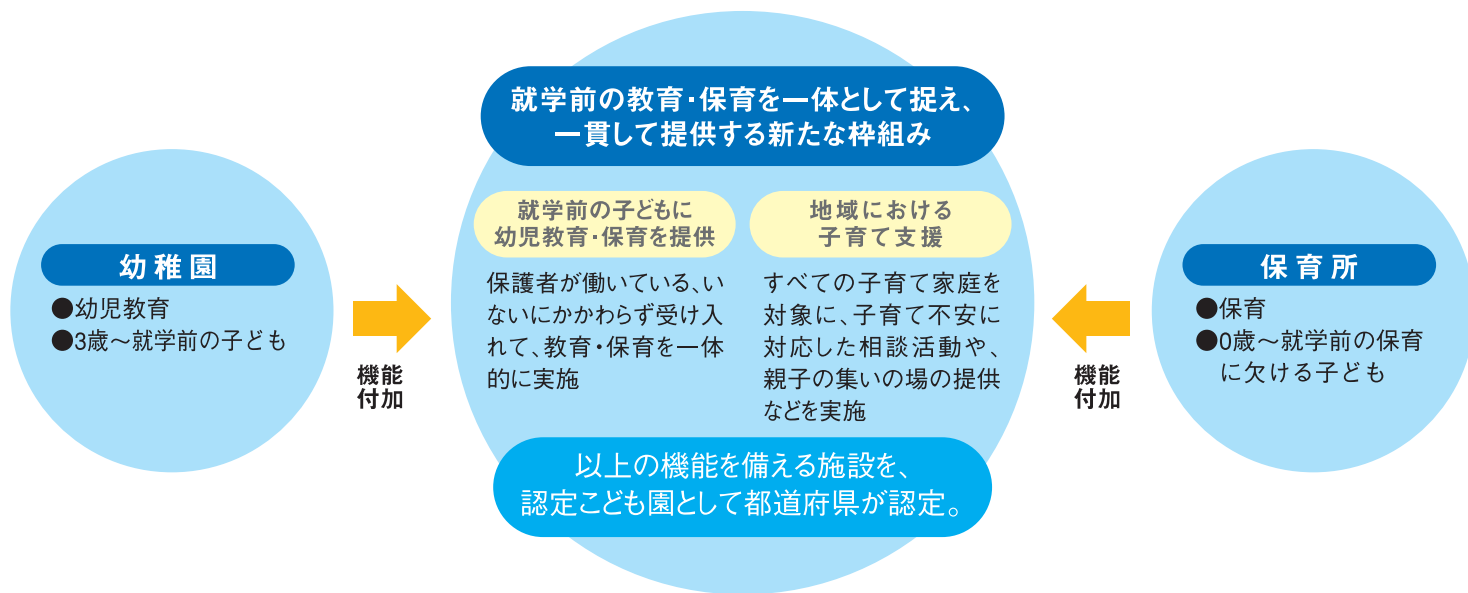 就学前の教育・保育を一体として捉え、
一貫して提供する新たな枠組み
幼稚園
●幼児教育
●3歳～就学前の子ども
機能
付加
就学前の子どもに
幼児教育・保育を提供
保護者が働いている、い
ないにかかわらず受け入
れて、教育・保育を一体
的に実施
地域における
子育て支援
すべての子育て家庭を
対象に、子育て不安に
対応した相談活動や、
親子の集いの場の提供
などを実施
以上の機能を備える施設を、
認定こども園として都道府県が認定。
機能
付加
保育所
●保育
●0歳～就学前の保育
に欠ける子ども